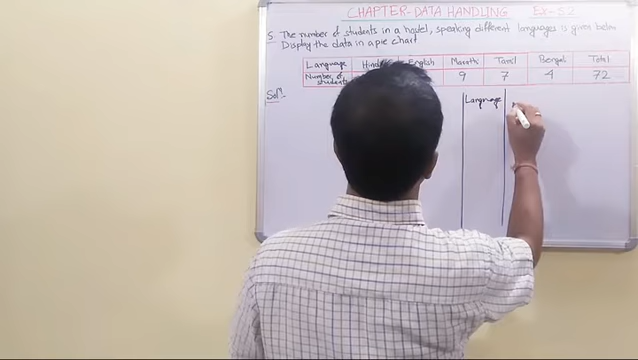 CHAPTER-DATA HANDLING Ex-5.2
5 The number of students in a hostel, speaking different languages is given below
Display the data in a pie chart
Language Hindi English Marathi Tamil Bengali Total
Number of students 9 7 4 72
Solⁿ:-
Language